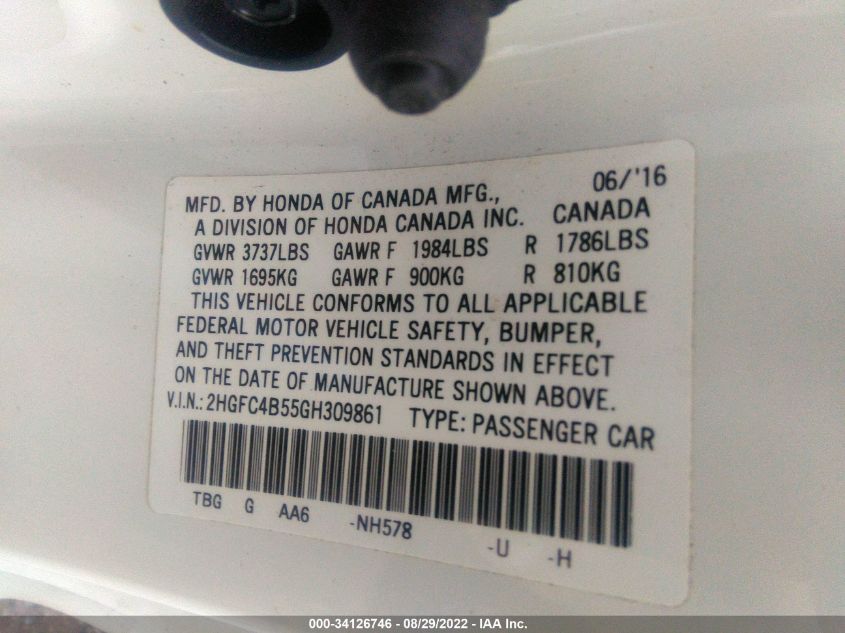 06/'16
MFD. BY HONDA OF CANADA MFG.,
A DIVISION OF HONDA CANADA INC. CANADA
GVWR 3737LBS GAWR F 1984LBS R 1786LBS
GVWR 1695KG GAWR F 900KG R 810KG
THIS VEHICLE CONFORMS TO ALL APPLICABLE
FEDERAL MOTOR VEHICLE SAFETY, BUMPER,
AND THEFT PREVENTION STANDARDS IN EFFECT
ON THE DATE OF MANUFACTURE SHOWN ABOVE.
V.I.N.: 2HGFC4B55GH309861 TYPE: PASSENGER CAR
TBG G AA6 -NH578 -U -H
000-34126746 - 08/29/2022 - IAA Inc.